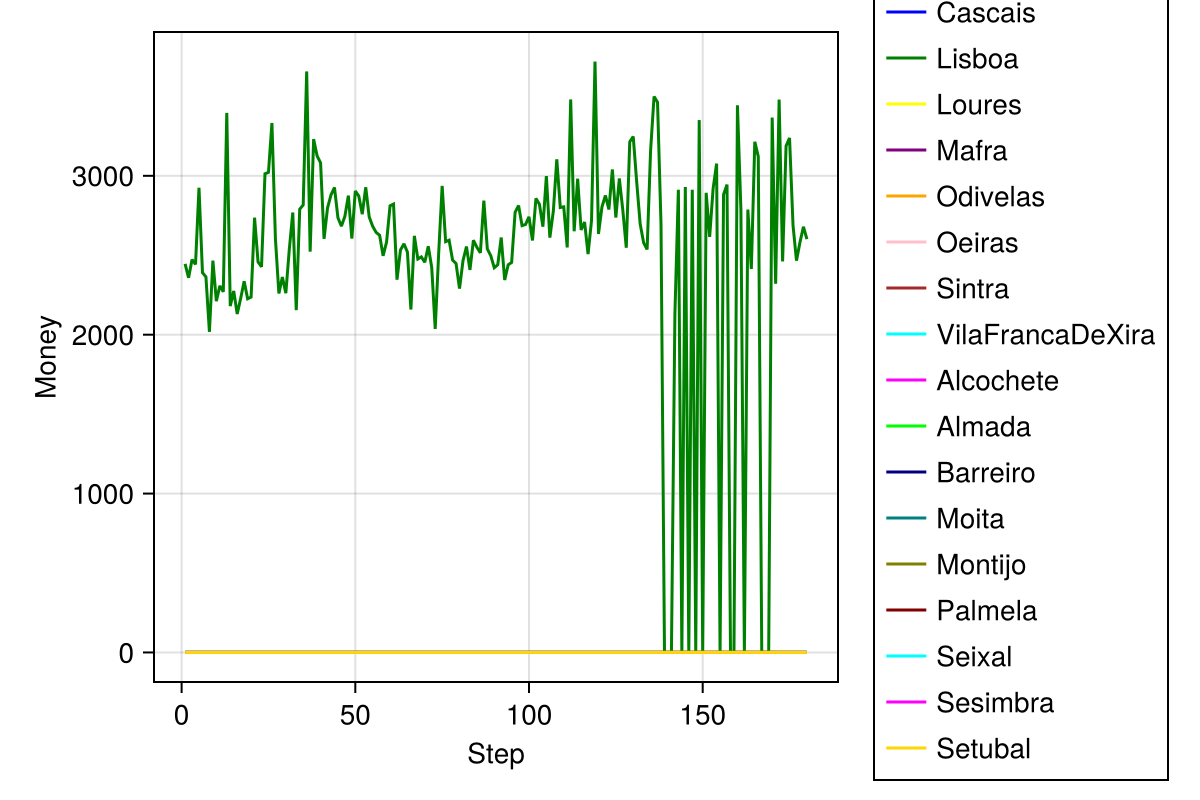 Cascais
Lisboa
Loures
Mafra
Odivelas
Oeiras
Sintra
VilaFrancaDeXira
Alcochete
Almada
Barreiro
Moita
Montijo
Palmela
Seixal
Sesimbra
Setubal
3000
2000
1000
0
Money
0 50 100 150
Step